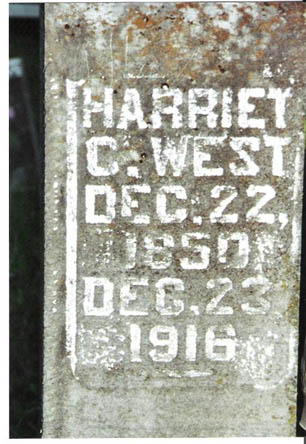 HARRIET
C. WEST
DEC. 22,
1850
DEC. 23
1916